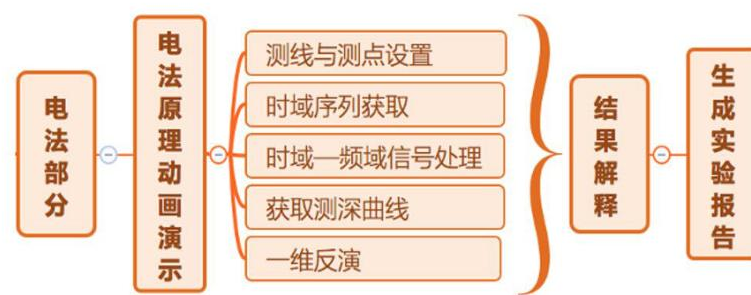 电法部分
电法原理动画演示
测线与测点设置
时域序列获取
时域—频域信号处理
获取测深曲线
一维反演
结果解释
生成实验报告